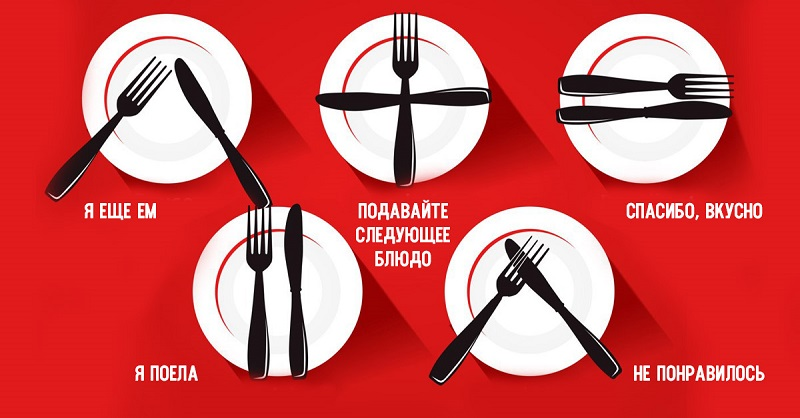 Я ЕЩЕ ЕМ
ПОДАВАЙТЕ
СЛЕДУЮЩЕЕ
БЛЮДО
СПАСИБО, ВКУСНО
Я ПОЕЛА
НЕ ПОНРАВИЛОСЬ